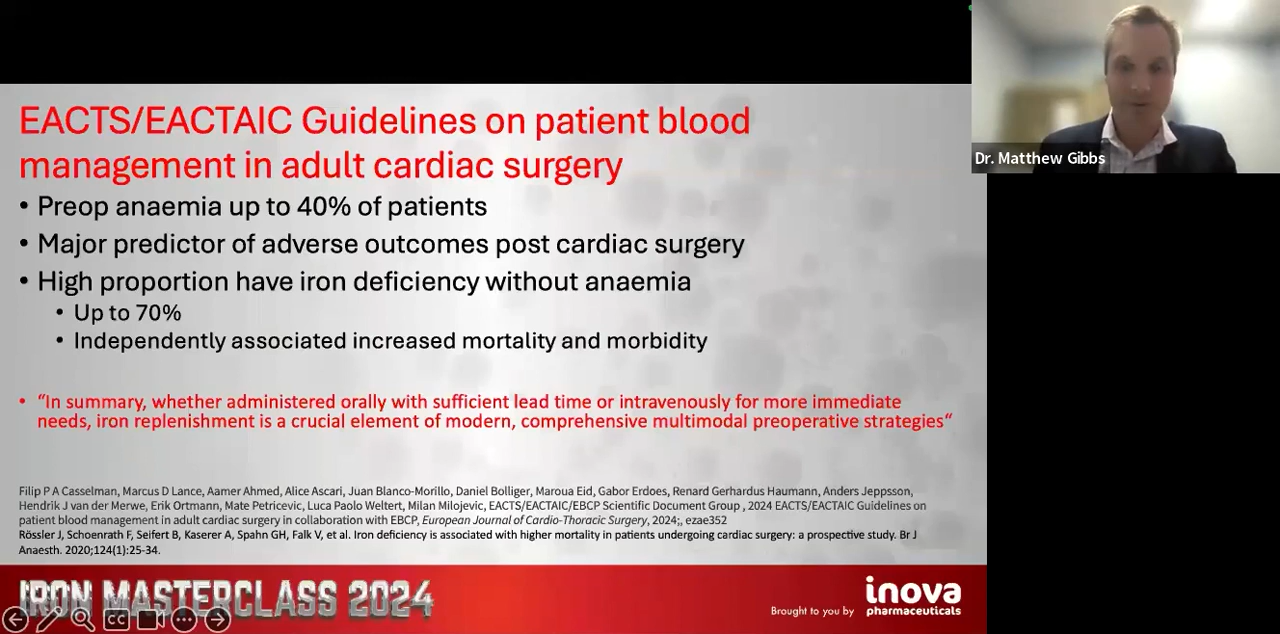 Dr. Matthew Gibbs
EACTS/EACTAIC Guidelines on patient blood
management in adult cardiac surgery
• Preop anaemia up to 40% of patients
• Major predictor of adverse outcomes post cardiac surgery
• High proportion have iron deficiency without anaemia
• Up to 70%
• Independently associated increased mortality and morbidity
• “In summary, whether administered orally with sufficient lead time or intravenously for more immediate
needs, iron replenishment is a crucial element of modern, comprehensive multimodal preoperative strategies“
Filip P A Casselman, Marcus D Lance, Aamer Ahmed, Alice Ascari, Juan Blanco-Morillo, Daniel Bolliger, Maroua Eid, Gabor Erdoes, Renard Gerhardus Haumann, Anders Jeppsson,
Hendrik J van der Merwe, Erik Ortmann, Mate Petricevic, Luca Paolo Weltert, Milan Milojevic, EACTS/EACTAIC/EBCP Scientific Document Group , 2024 EACTS/EACTAIC Guidelines on
patient blood management in adult cardiac surgery in collaboration with EBCP, European Journal of Cardio-Thoracic Surgery, 2024;, ezae352
Rössler J, Schoenrath F, Seifert B, Kaserer A, Spahn GH, Falk V, et al. Iron deficiency is associated with higher mortality in patients undergoing cardiac surgery: a prospective study. Br J
Anaesth. 2020;124(1):25-34.
IRON MASTERCLASS 2024
CC
Brought to you by
inova
pharmaceuticals